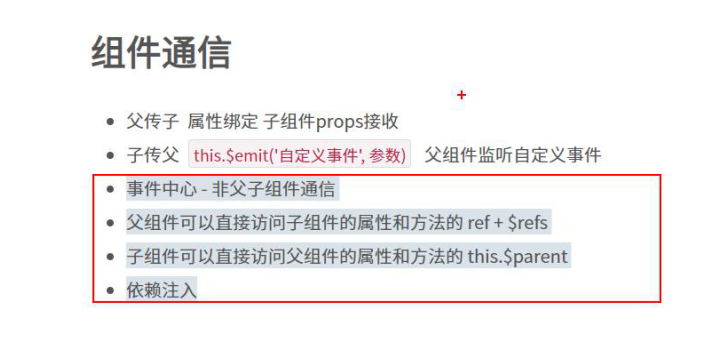 组件通信
父传子 属性绑定 子组件props接收
子传父 this.$emit('自定义事件', 参数) 父组件监听自定义事件
事件中心 - 非父子组件通信
父组件可以直接访问子组件的属性和方法的 ref + $refs
子组件可以直接访问父组件的属性和方法的 this.$parent
依赖注入